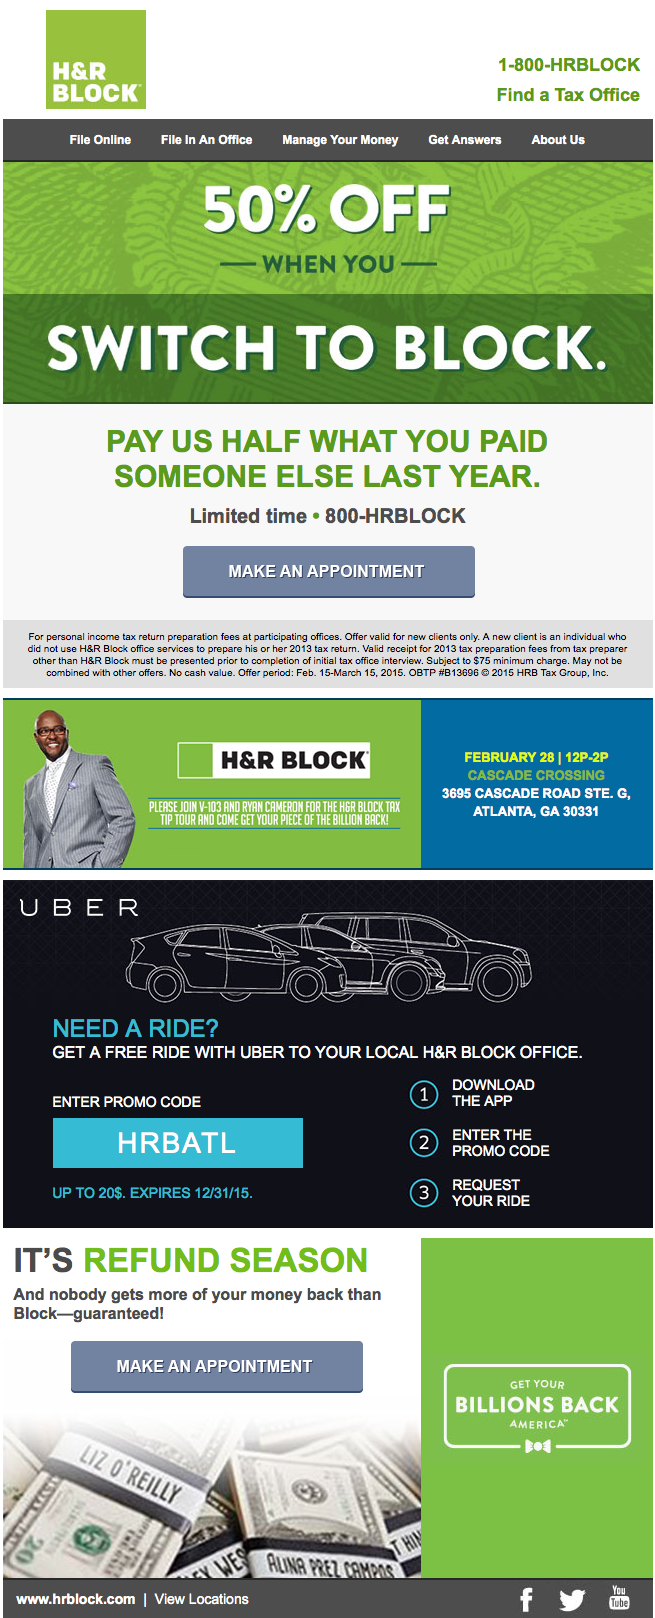 H&R
BLOCK
1-800-HRBLOCK
Find a Tax Office
File Online File In An Office Manage Your Money Get Answers About Us
50% OFF
WHEN YOU
SWITCH TO BLOCK.
PAY US HALF WHAT YOU PAID
SOMEONE ELSE LAST YEAR.
Limited time • 800-HRBLOCK
MAKE AN APPOINTMENT
For personal income tax return preparation fees at participating offices. Offer valid for new clients only. A new client is an individual who
did not use H&R Block office services to prepare his or her 2013 tax return. Valid receipt for 2013 tax preparation fees from tax preparer
other than H&R Block must be presented prior to completion of initial tax office interview. Subject to $75 minimum charge. May not be
combined with other offers. No cash value. Offer period: Feb. 15-March 15, 2015. OBTP #B13696 © 2015 HRB Tax Group, Inc.
H&R BLOCK
PLEASE JOIN V-103 AND RYAN CAMERON FOR THE H&R BLOCK TAX
TIP TOUR AND COME GET YOUR PIECE OF THE BILLION BACK!
FEBRUARY 28 | 12P-2P
CASCADE CROSSING
3695 CASCADE ROAD STE. G,
ATLANTA, GA 30331
UBER
NEED A RIDE?
GET A FREE RIDE WITH UBER TO YOUR LOCAL H&R BLOCK OFFICE.
ENTER PROMO CODE
HRBATL
UP TO 20$. EXPIRES 12/31/15.
1 DOWNLOAD
THE APP
2 ENTER THE
PROMO CODE
3 REQUEST
YOUR RIDE
IT'S REFUND SEASON
And nobody gets more of your money back than
Block—guaranteed!
MAKE AN APPOINTMENT
GET YOUR
BILLIONS BACK
AMERICA
LIZ O'REILLY
ALINA PREZ CAMPOS
20
www.hrblock.com | View Locations
You
Tube